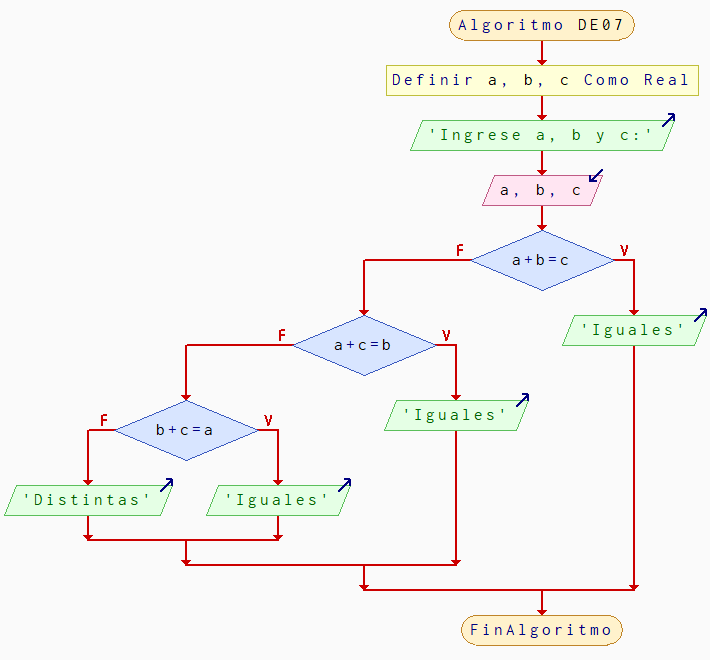 Algoritmo DE07
Definir a, b, c Como Real
'Ingrese a, b y c:'
a, b, c
F
V
a+b=c
'Iguales'
F
V
a+c=b
'Iguales'
F
V
b+c=a
'Distintas'
'Iguales'
FinAlgoritmo